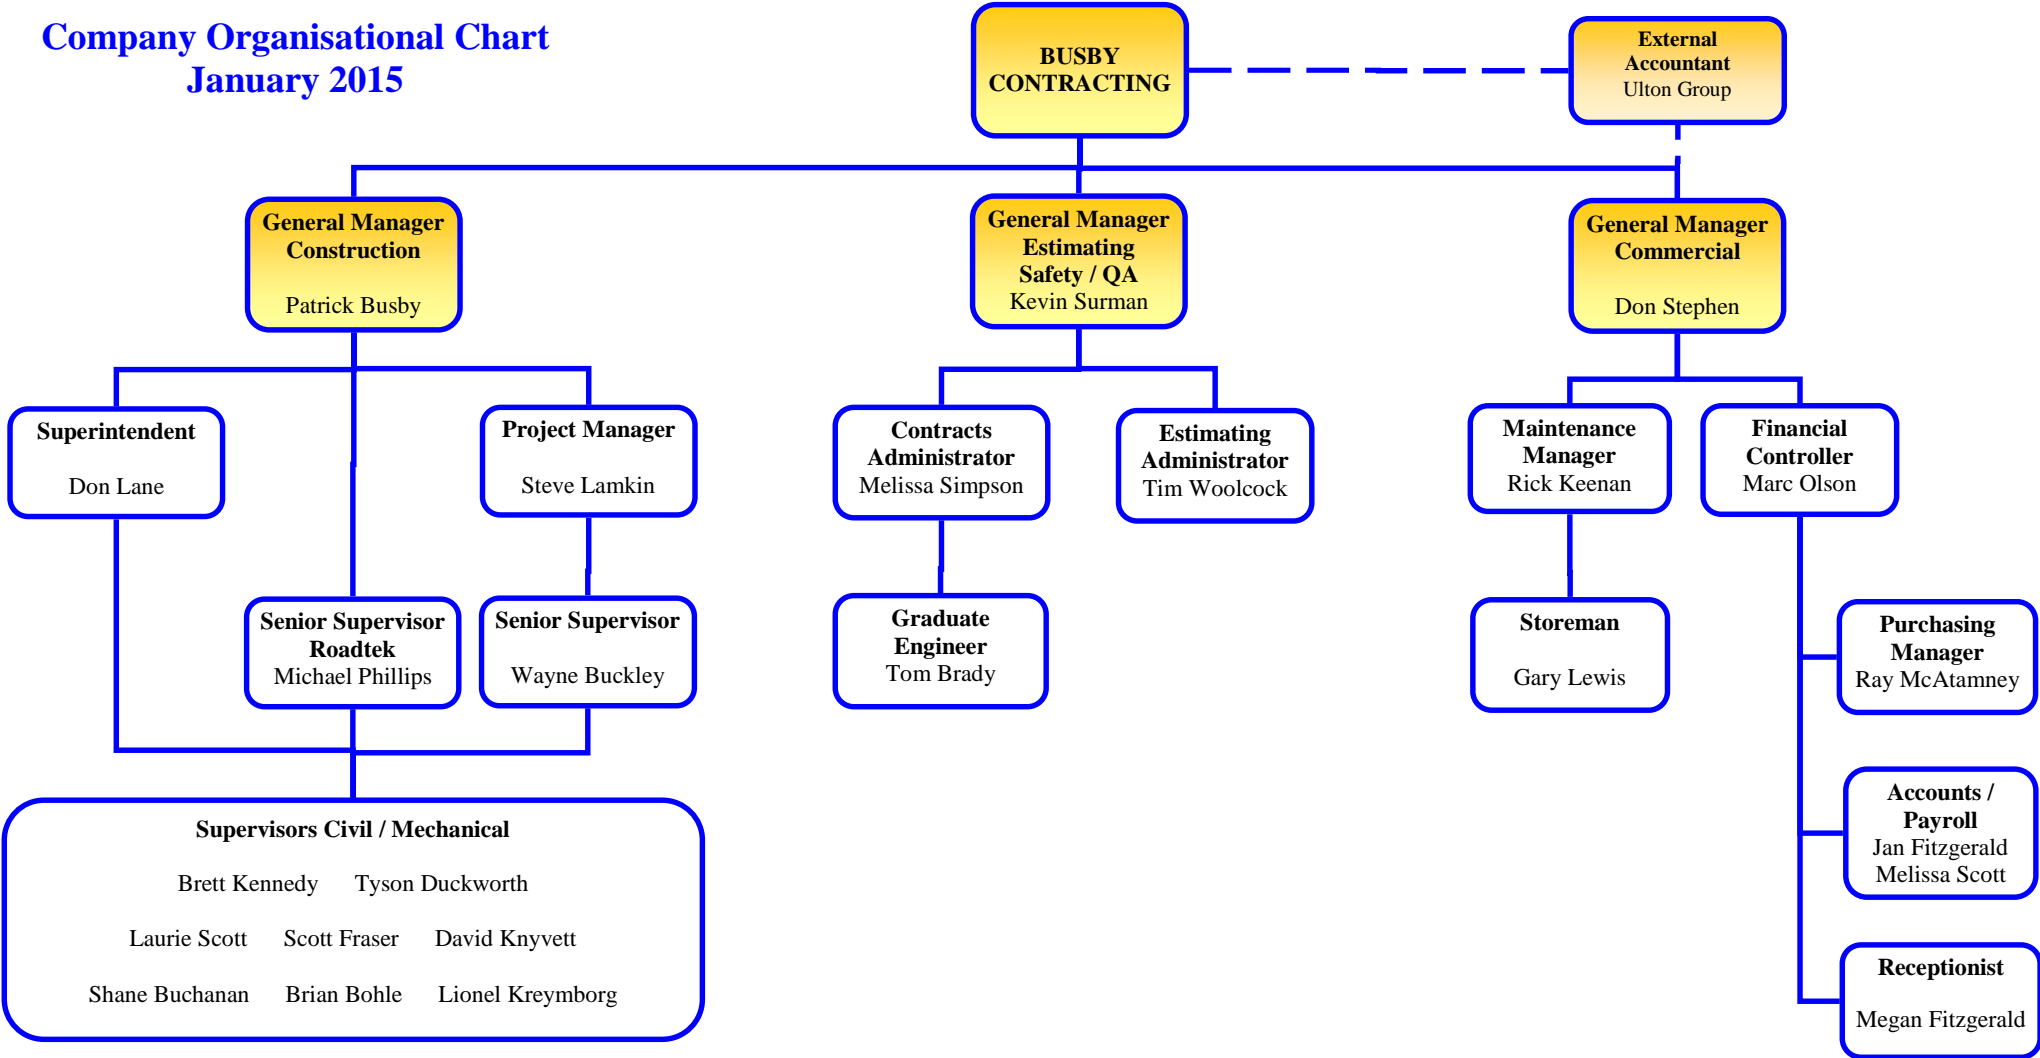 Company Organisational Chart
January 2015
BUSBY
CONTRACTING
External
Accountant
Ulton Group
General Manager
Construction
Patrick Busby
General Manager
Estimating
Safety / QA
Kevin Surman
General Manager
Commercial
Don Stephen
Superintendent
Don Lane
Project Manager
Steve Lamkin
Contracts
Administrator
Melissa Simpson
Estimating
Administrator
Tim Woolcock
Maintenance
Manager
Rick Keenan
Financial
Controller
Marc Olson
Senior Supervisor
Roadtek
Michael Phillips
Senior Supervisor
Wayne Buckley
Graduate
Engineer
Tom Brady
Storeman
Gary Lewis
Purchasing
Manager
Ray McAtamney
Accounts /
Payroll
Jan Fitzgerald
Melissa Scott
Receptionist
Megan Fitzgerald
Supervisors Civil / Mechanical
Brett Kennedy Tyson Duckworth
Laurie Scott Scott Fraser David Knyvett
Shane Buchanan Brian Bohle Lionel Kreymborg